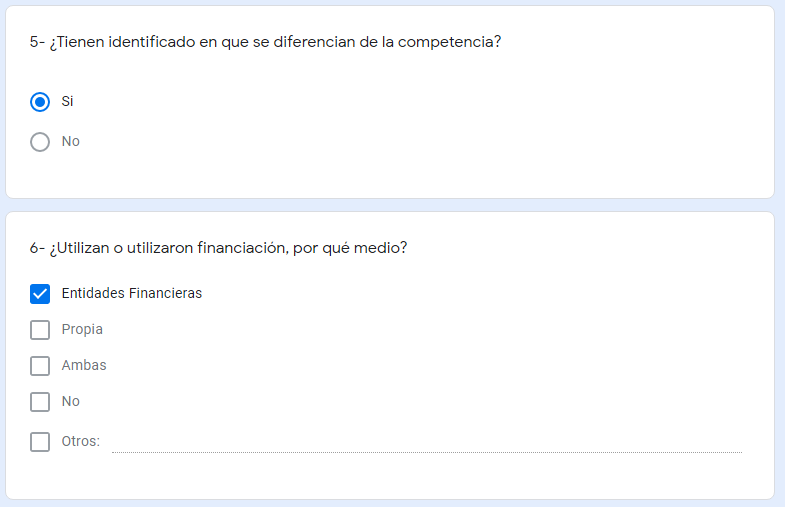 5- ¿Tienen identificado en que se diferencian de la competencia?
Si
No
6- ¿Utilizan o utilizaron financiación, por qué medio?
Entidades Financieras
Propia
Ambas
No
Otros: